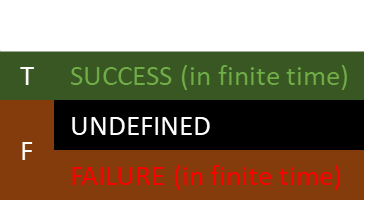 T SUCCESS (in finite time)
UNDEFINED
F
FAILURE (in finite time)